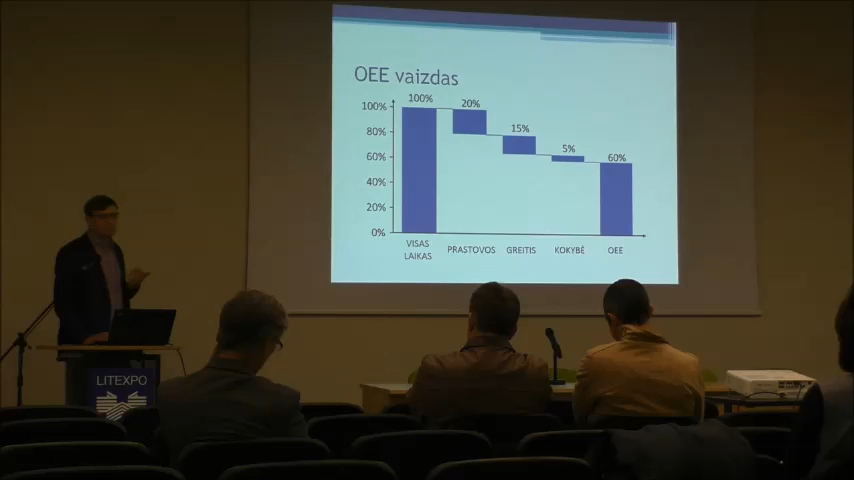 OEE vaizdas
100%
80%
60%
40%
20%
0%
100%
20%
15%
5%
60%
VISAS
LAIKAS
PRASTOVOS
GREITIS
KOKYBĖ
OEE
LITEXPO